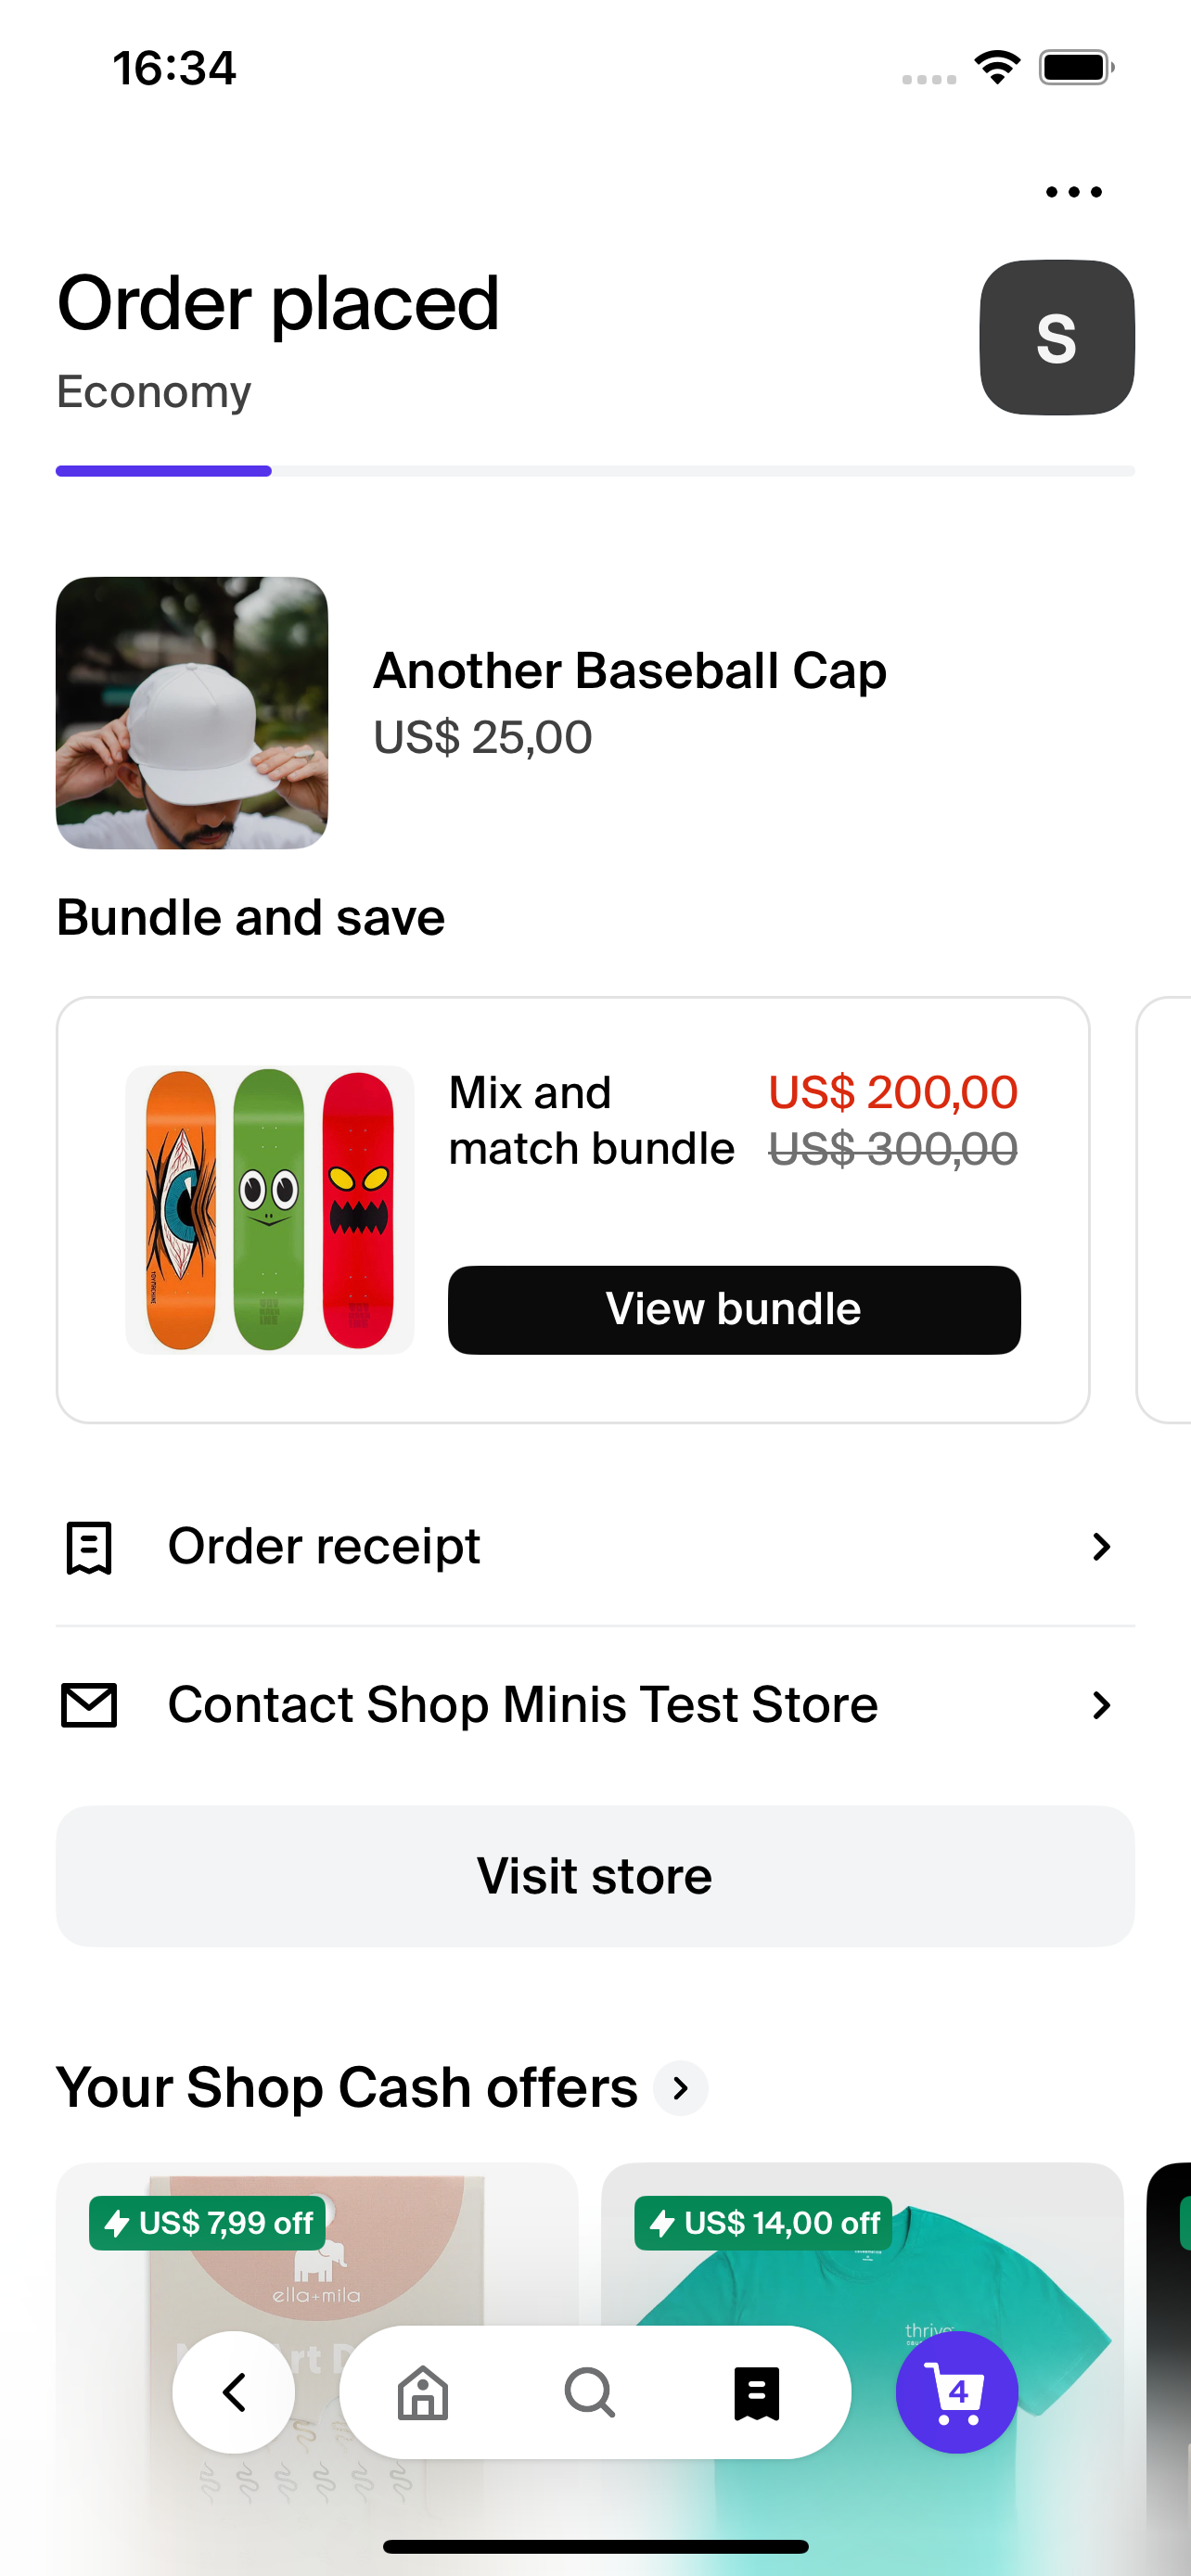 16:34
Order placed
S
Economy
Another Baseball Cap
US$ 25,00
Bundle and save
Mix and
match bundle
US$ 200,00
US$ 300,00
View bundle
Order receipt
Contact Shop Minis Test Store
Visit store
Your Shop Cash offers
US$ 7,99 off
US$ 14,00 off
ella+mila
thrive
4